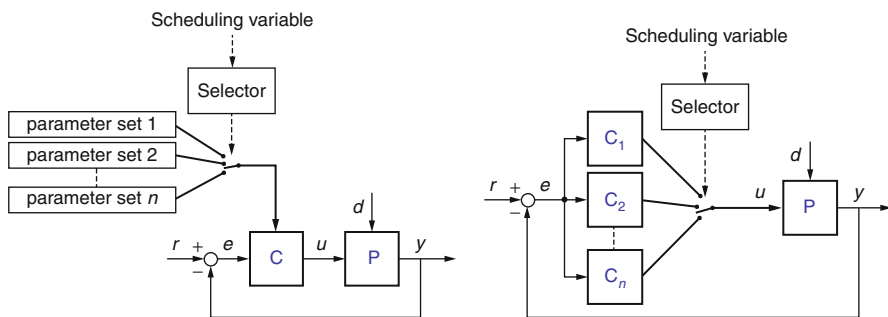 Scheduling variable
Selector
parameter set 1
parameter set 2
parameter set n
d
r + e u y
−
C P
Scheduling variable
Selector
C1
d
r + e u y
−
C2 P
Cn